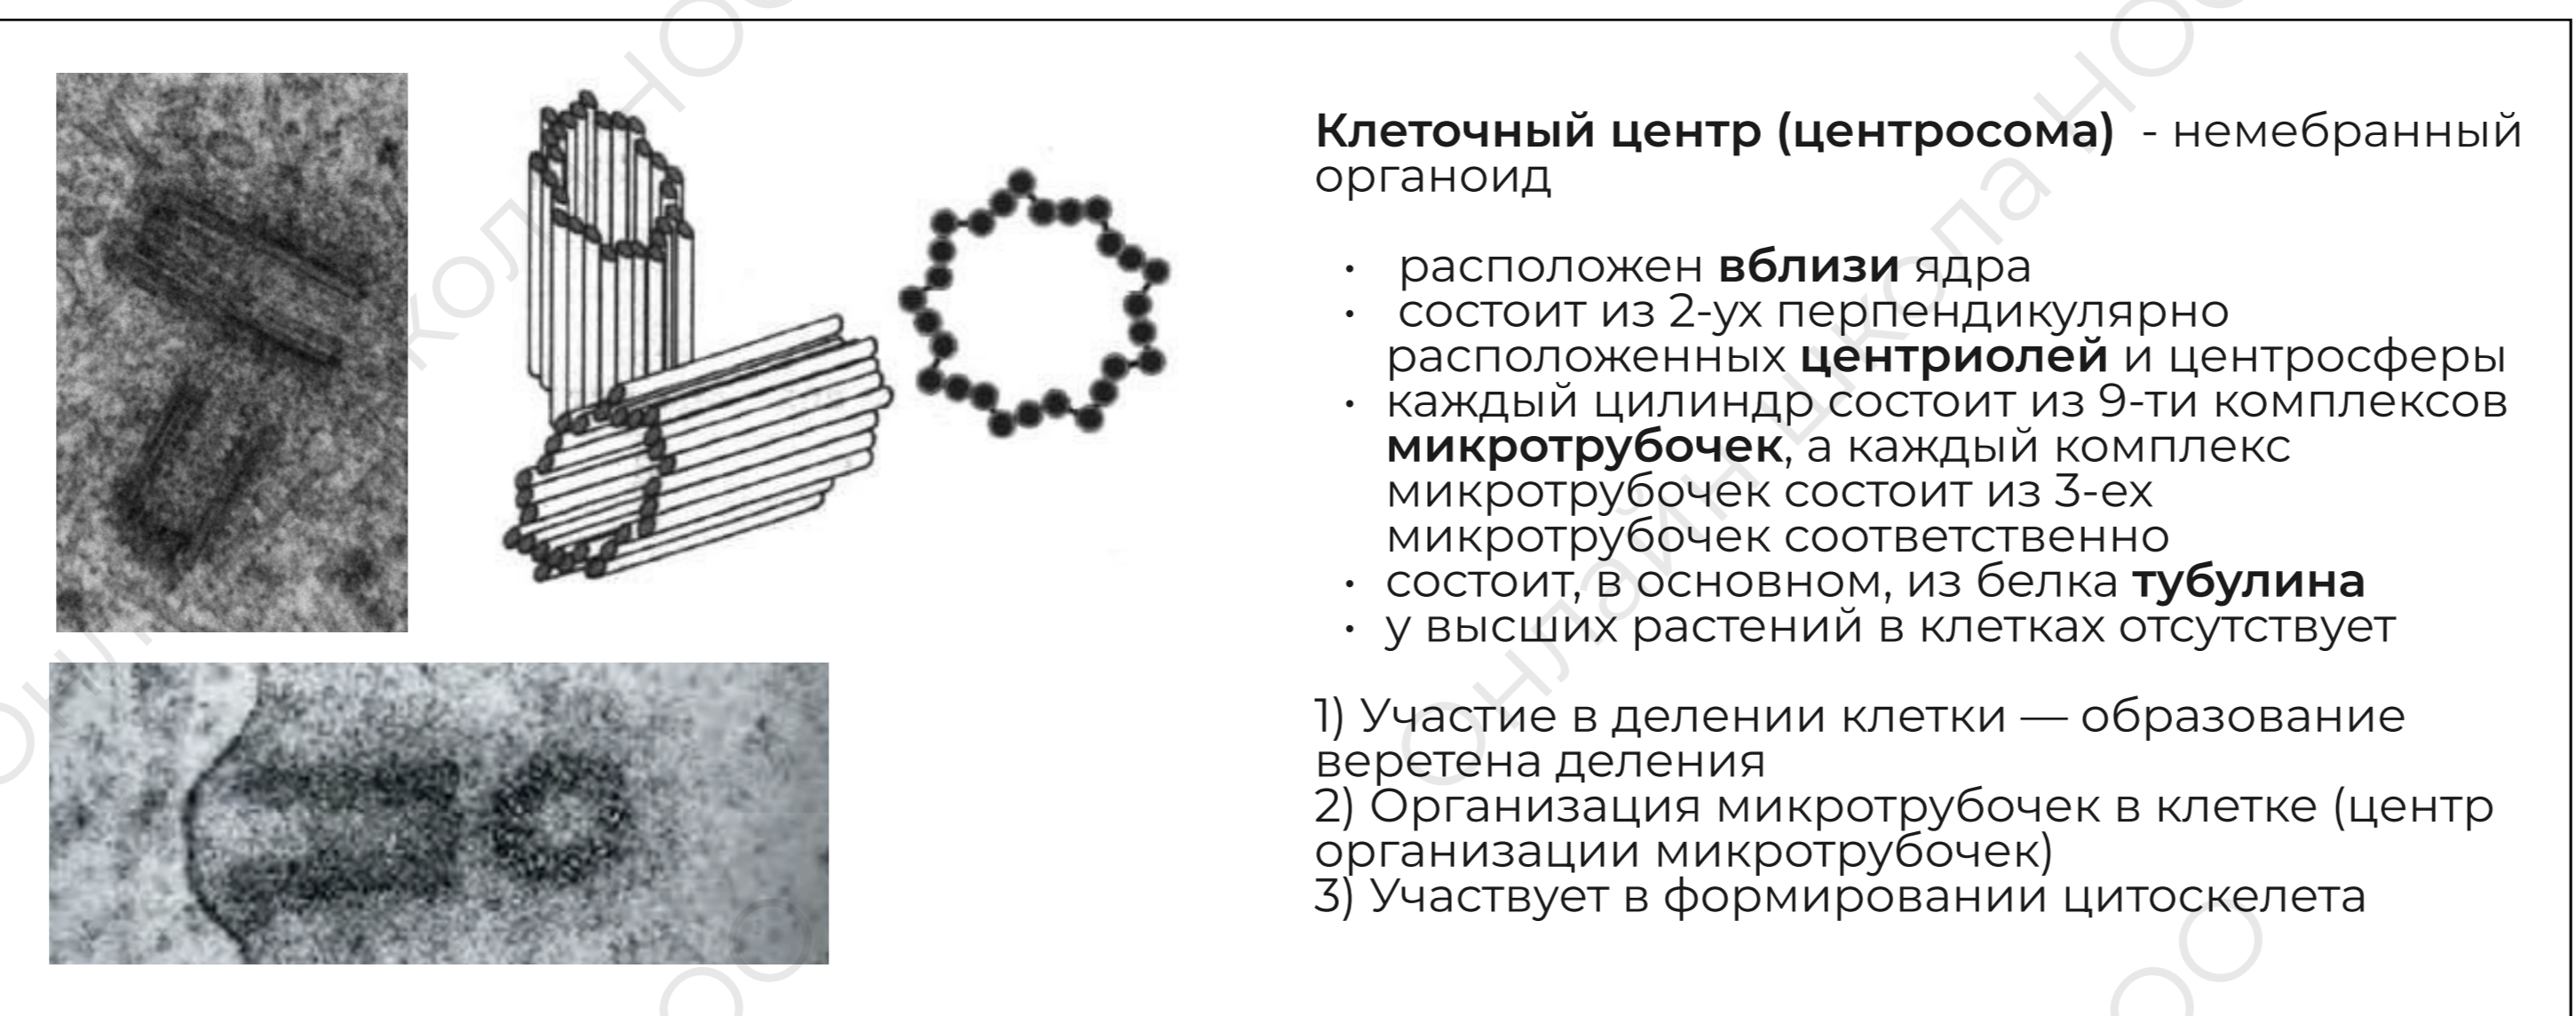 Клеточный центр (центросома) - немебранный
органоид
· расположен вблизи ядра
· состоит из 2-ух перпендикулярно
расположенных центриолей и центросферы
· каждый цилиндр состоит из 9-ти комплексов
микротрубочек, а каждый комплекс
микротрубочек состоит из 3-ех
микротрубочек соответственно
· состоит, в основном, из белка тубулина
· у высших растений в клетках отсутствует
1) Участие в делении клетки — образование
веретена деления
2) Организация микротрубочек в клетке (центр
организации микротрубочек)
3) Участвует в формировании цитоскелета
Онлайн школа НОО